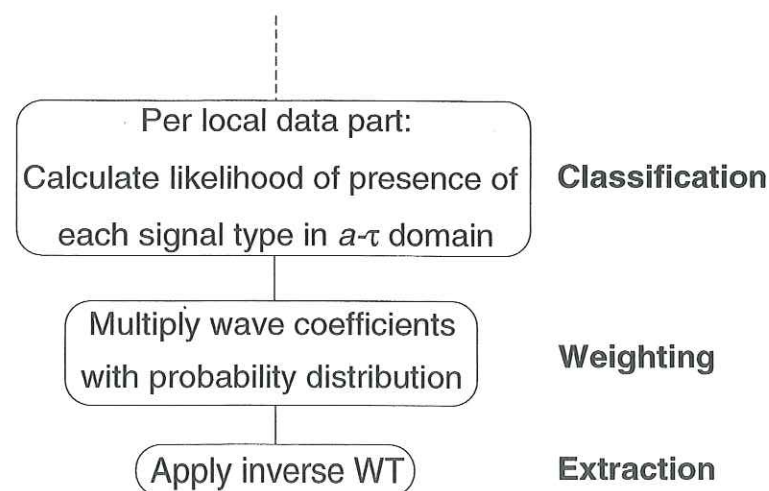 Per local data part:
Calculate likelihood of presence of
each signal type in a-τ domain
Classification
Multiply wave coefficients
with probability distribution
Weighting
Apply inverse WT
Extraction